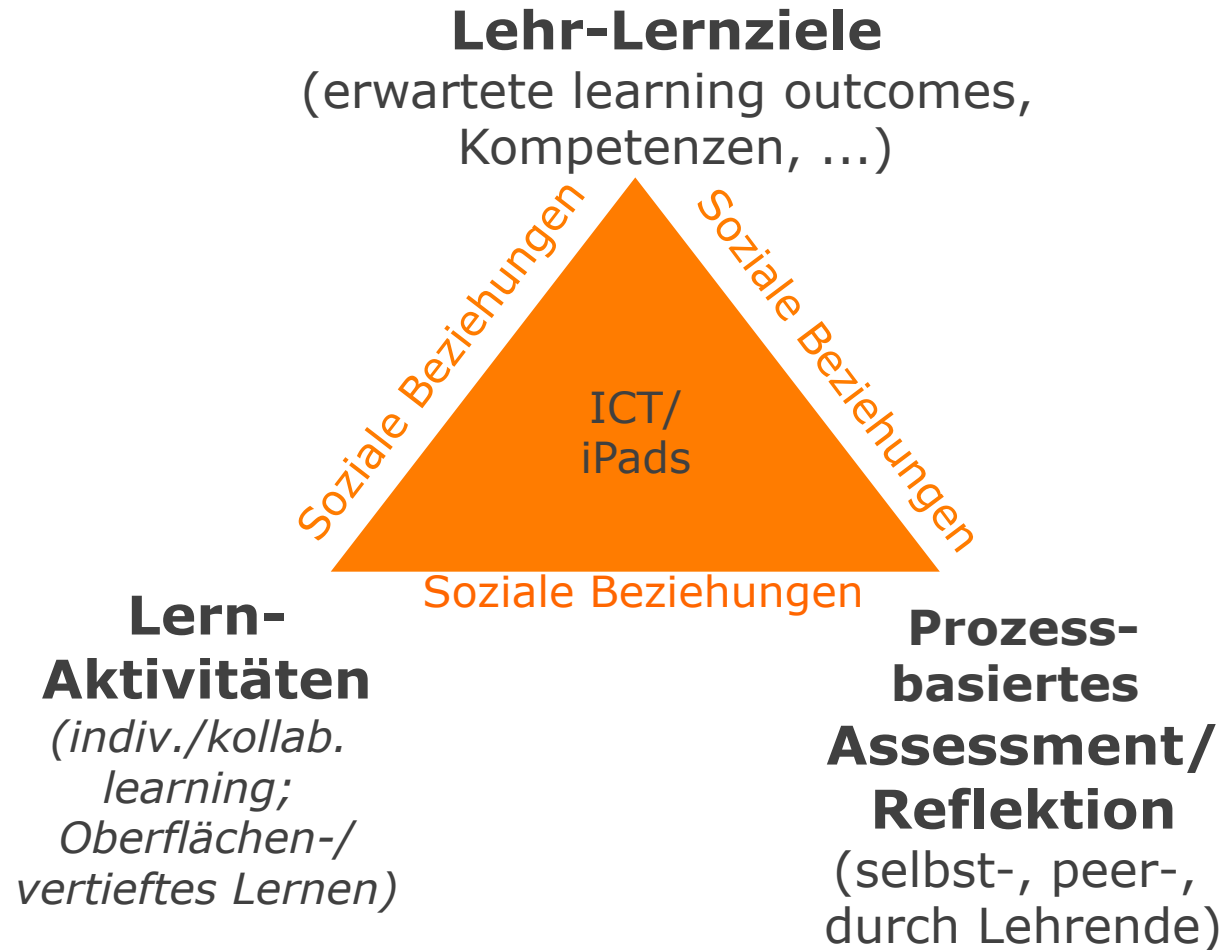 Lehr-Lernziele
(erwartete learning outcomes,
Kompetenzen, ...)
Soziale Beziehungen
Soziale Beziehungen
ICT/
iPads
Soziale Beziehungen
Lern-
Aktivitäten
(indiv./kollab.
learning;
Oberflächen-/
vertieftes Lernen)
Prozess-
basiertes
Assessment/
Reflektion
(selbst-, peer-,
durch Lehrende)